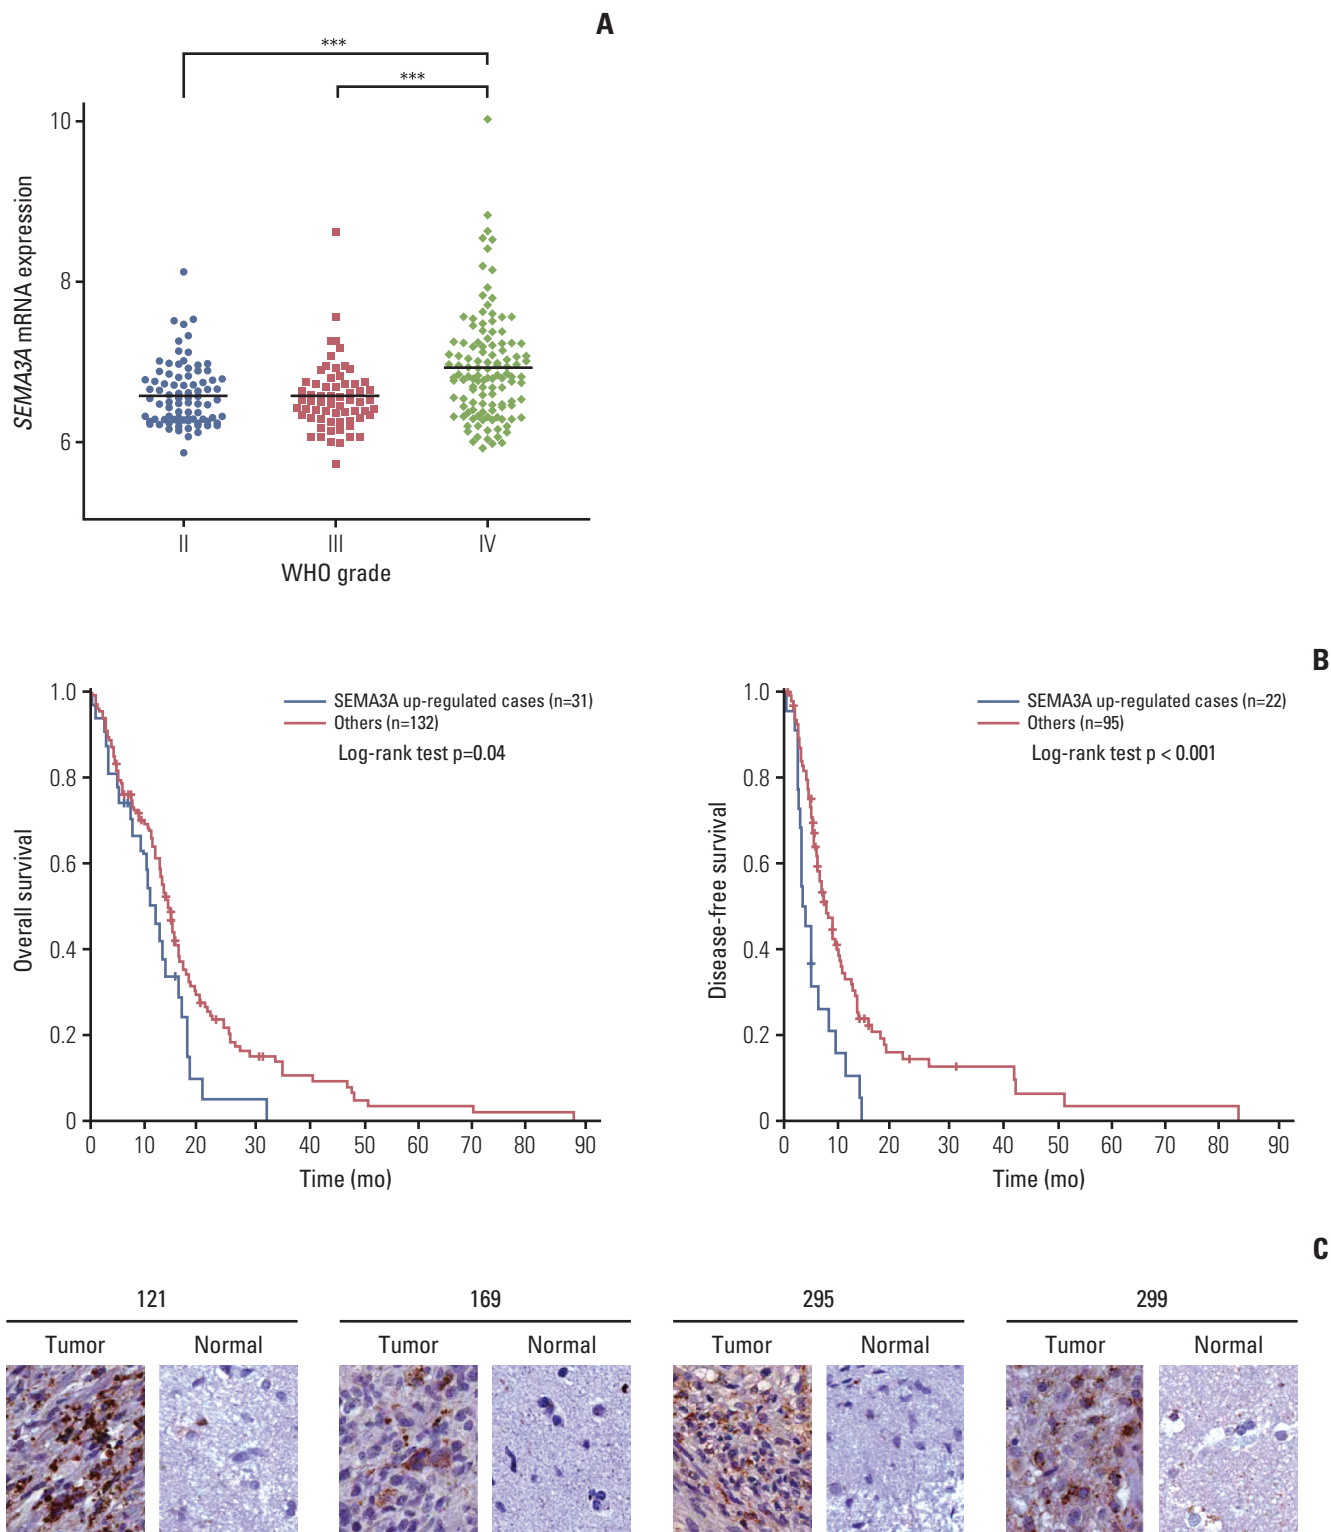 A
***
***
10
8
6
SEMA3A mRNA expression
II III IV
WHO grade
B
1.0
0.8
0.6
0.4
0.2
0
Overall survival
SEMA3A up-regulated cases (n=31)
Others (n=132)
Log-rank test p=0.04
0 10 20 30 40 50 60 70 80 90
Time (mo)
1.0
0.8
0.6
0.4
0.2
0
Disease-free survival
SEMA3A up-regulated cases (n=22)
Others (n=95)
Log-rank test p < 0.001
0 10 20 30 40 50 60 70 80 90
Time (mo)
C
121 169 295 299
Tumor Normal Tumor Normal Tumor Normal Tumor Normal